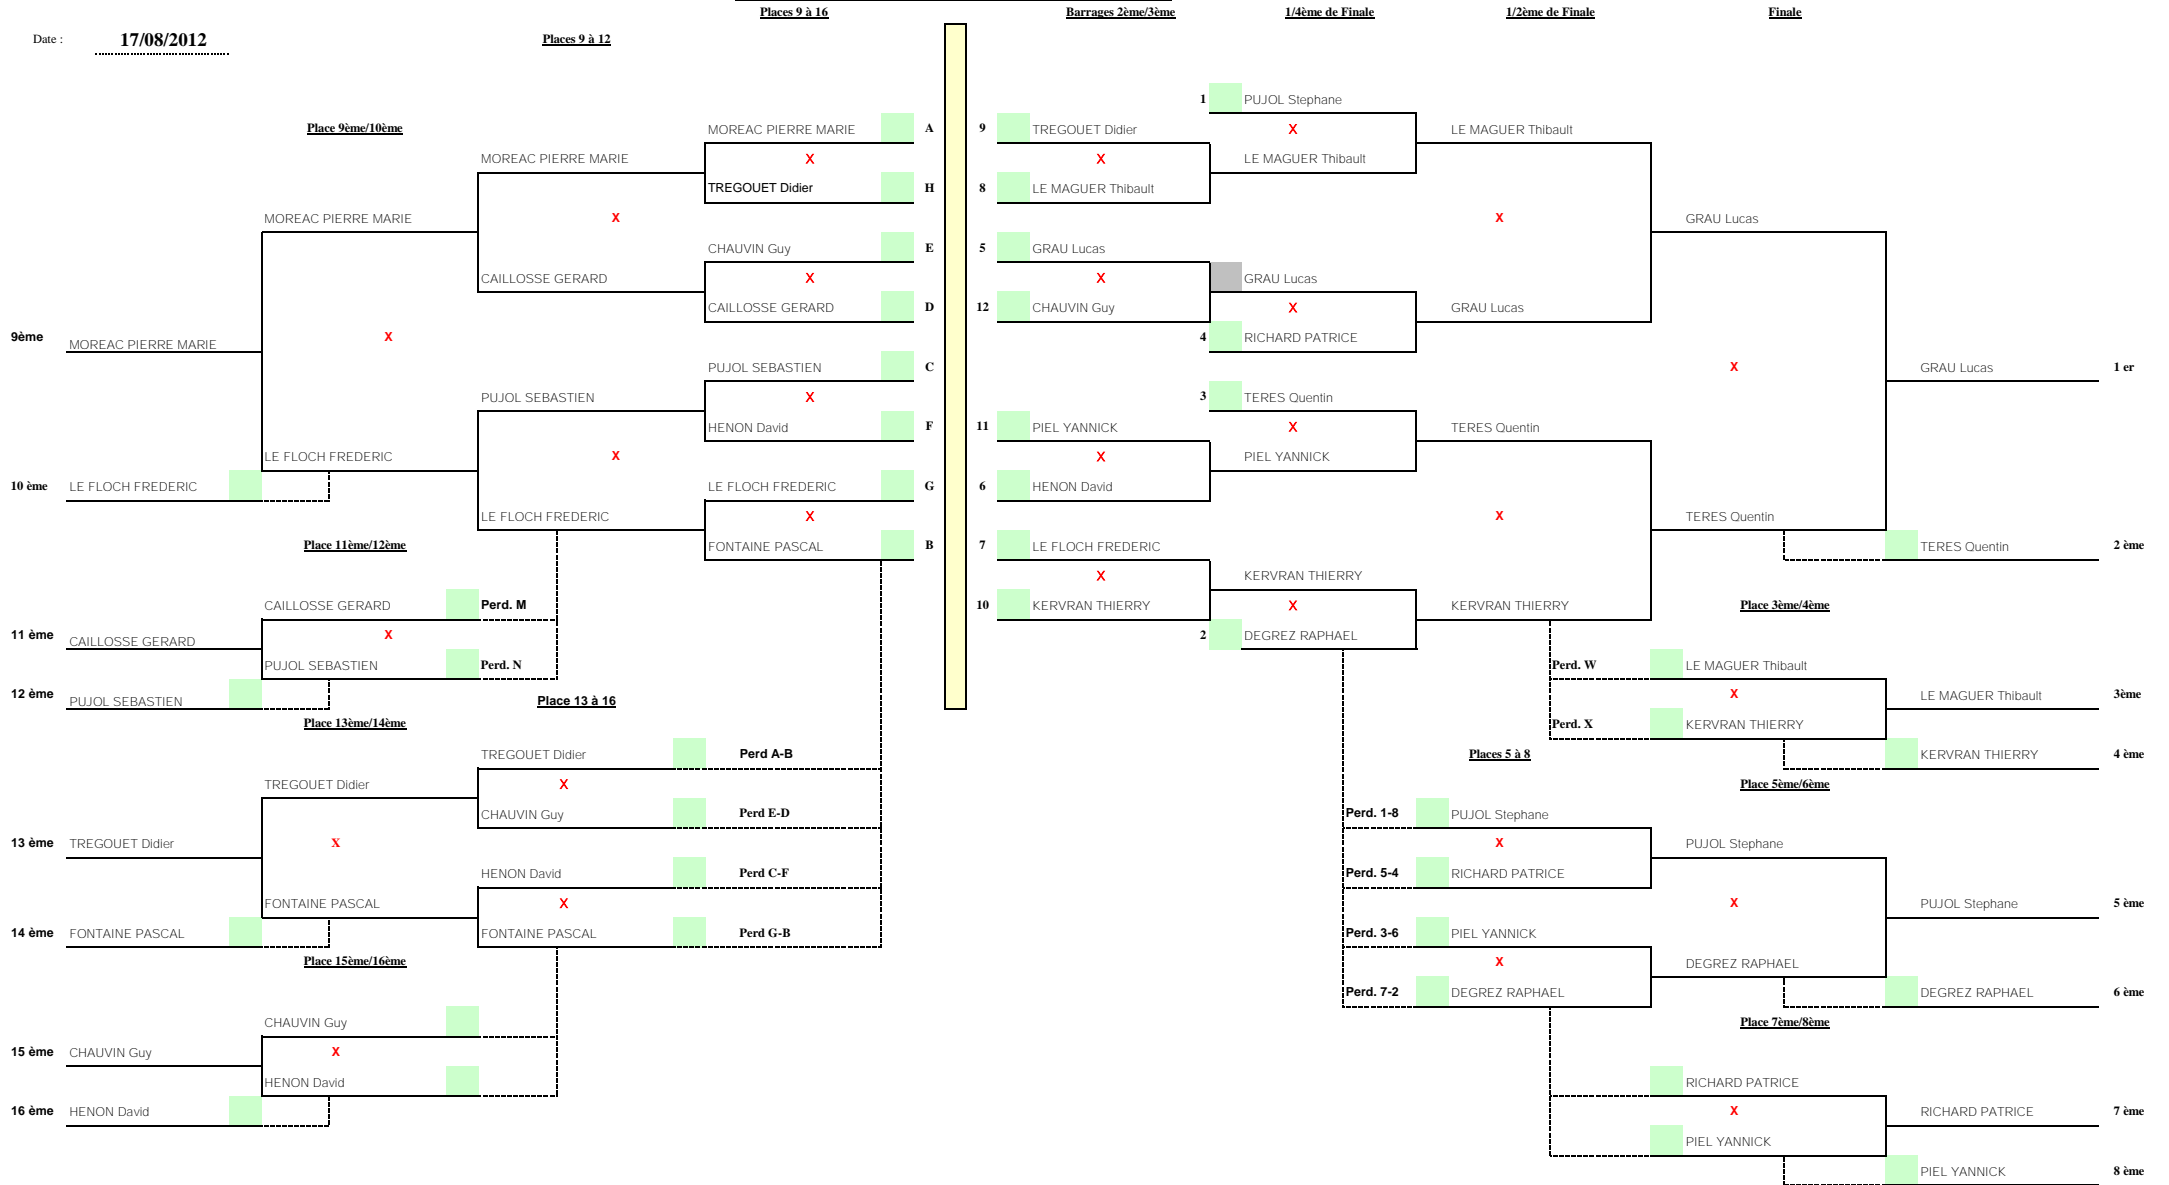 Places 9 à 16
Barrages 2ème/3ème
1/4ème de Finale
1/2ème de Finale
Finale
Date :
17/08/2012
Places 9 à 12
Place 9ème/10ème
MOREAC PIERRE MARIE
A
X
TREGOUET Didier
H
MOREAC PIERRE MARIE
X
CHAUVIN Guy
E
X
CAILLOSSE GERARD
D
CAILLOSSE GERARD
MOREAC PIERRE MARIE
X
9ème
MOREAC PIERRE MARIE
PUJOL SEBASTIEN
C
X
HENON David
F
PUJOL SEBASTIEN
X
LE FLOCH FREDERIC
G
X
FONTAINE PASCAL
B
LE FLOCH FREDERIC
LE FLOCH FREDERIC
10 ème
LE FLOCH FREDERIC
Place 11ème/12ème
CAILLOSSE GERARD
Perd. M
X
PUJOL SEBASTIEN
Perd. N
11 ème
CAILLOSSE GERARD
12 ème
PUJOL SEBASTIEN
Place 13 à 16
Place 13ème/14ème
TREGOUET Didier
Perd A-B
X
CHAUVIN Guy
Perd E-D
TREGOUET Didier
X
HENON David
Perd C-F
X
FONTAINE PASCAL
Perd G-B
FONTAINE PASCAL
13 ème
TREGOUET Didier
14 ème
FONTAINE PASCAL
Place 15ème/16ème
CHAUVIN Guy
X
HENON David
15 ème
CHAUVIN Guy
16 ème
HENON David
1
PUJOL Stephane
X
9
TREGOUET Didier
X
8
LE MAGUER Thibault
LE MAGUER Thibault
LE MAGUER Thibault
X
5
GRAU Lucas
X
12
CHAUVIN Guy
GRAU Lucas
X
4
RICHARD PATRICE
GRAU Lucas
GRAU Lucas
X
3
TERES Quentin
X
11
PIEL YANNICK
X
6
HENON David
PIEL YANNICK
TERES Quentin
X
7
LE FLOCH FREDERIC
X
10
KERVRAN THIERRY
KERVRAN THIERRY
X
2
DEGREZ RAPHAEL
KERVRAN THIERRY
TERES Quentin
GRAU Lucas
1 er
TERES Quentin
2 ème
Place 3ème/4ème
Perd. W
LE MAGUER Thibault
X
Perd. X
KERVRAN THIERRY
LE MAGUER Thibault
3ème
KERVRAN THIERRY
4 ème
Places 5 à 8
Place 5ème/6ème
Perd. 1-8
PUJOL Stephane
X
Perd. 5-4
RICHARD PATRICE
PUJOL Stephane
X
Perd. 3-6
PIEL YANNICK
X
Perd. 7-2
DEGREZ RAPHAEL
DEGREZ RAPHAEL
PUJOL Stephane
5 ème
DEGREZ RAPHAEL
6 ème
Place 7ème/8ème
RICHARD PATRICE
X
PIEL YANNICK
RICHARD PATRICE
7 ème
PIEL YANNICK
8 ème